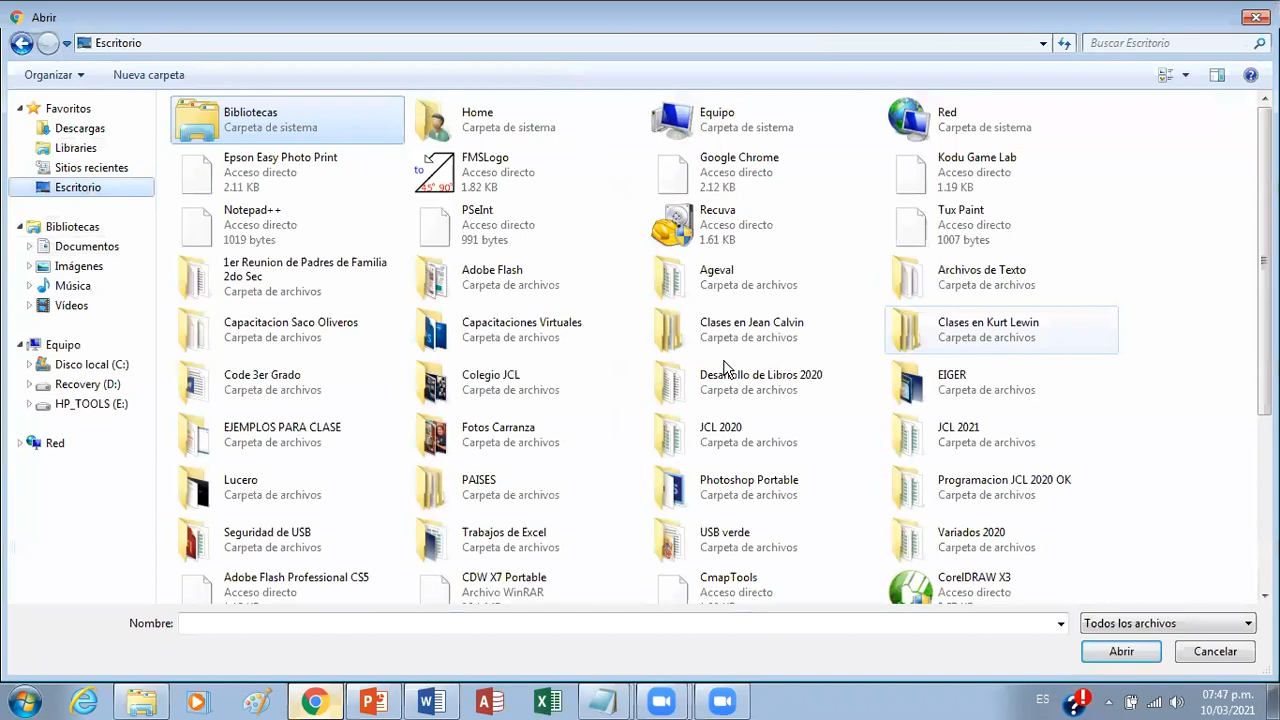 Abrir
Escritorio
Buscar Escritorio
Organizar
Nueva carpeta
Favoritos
Descargas
Libraries
Sitios recientes
Escritorio
Bibliotecas
Documentos
Imágenes
Música
Vídeos
Equipo
Disco local (C:)
Recovery (D:)
HP_TOOLS (E:)
Red
Bibliotecas
Carpeta de sistema
Home
Carpeta de sistema
Equipo
Carpeta de sistema
Red
Carpeta de sistema
Epson Easy Photo Print
Acceso directo
2.11 KB
to
45° 90°
FMSLogo
Acceso directo
1.82 KB
Google Chrome
Acceso directo
2.12 KB
Kodu Game Lab
Acceso directo
1.19 KB
Notepad++
Acceso directo
1019 bytes
PSeInt
Acceso directo
991 bytes
Recuva
Acceso directo
1.61 KB
Tux Paint
Acceso directo
1007 bytes
1er Reunion de Padres de Familia
2do Sec
Carpeta de archivos
Adobe Flash
Carpeta de archivos
Ageval
Carpeta de archivos
Archivos de Texto
Carpeta de archivos
Capacitacion Saco Oliveros
Carpeta de archivos
Capacitaciones Virtuales
Carpeta de archivos
Clases en Jean Calvin
Carpeta de archivos
Clases en Kurt Lewin
Carpeta de archivos
Code 3er Grado
Carpeta de archivos
Colegio JCL
Carpeta de archivos
Desarrollo de Libros 2020
Carpeta de archivos
EIGER
Carpeta de archivos
EJEMPLOS PARA CLASE
Carpeta de archivos
Fotos Carranza
Carpeta de archivos
JCL 2020
Carpeta de archivos
JCL 2021
Carpeta de archivos
Lucero
Carpeta de archivos
PAISES
Carpeta de archivos
Photoshop Portable
Carpeta de archivos
Programacion JCL 2020 OK
Carpeta de archivos
Seguridad de USB
Carpeta de archivos
Trabajos de Excel
Carpeta de archivos
USB verde
Carpeta de archivos
Variados 2020
Carpeta de archivos
Adobe Flash Professional CS5
Acceso directo
CDW X7 Portable
Archivo WinRAR
CmapTools
Acceso directo
CorelDRAW X3
Acceso directo
Nombre:
Todos los archivos
Abrir
Cancelar
ES
07:47 p.m.
10/03/2021